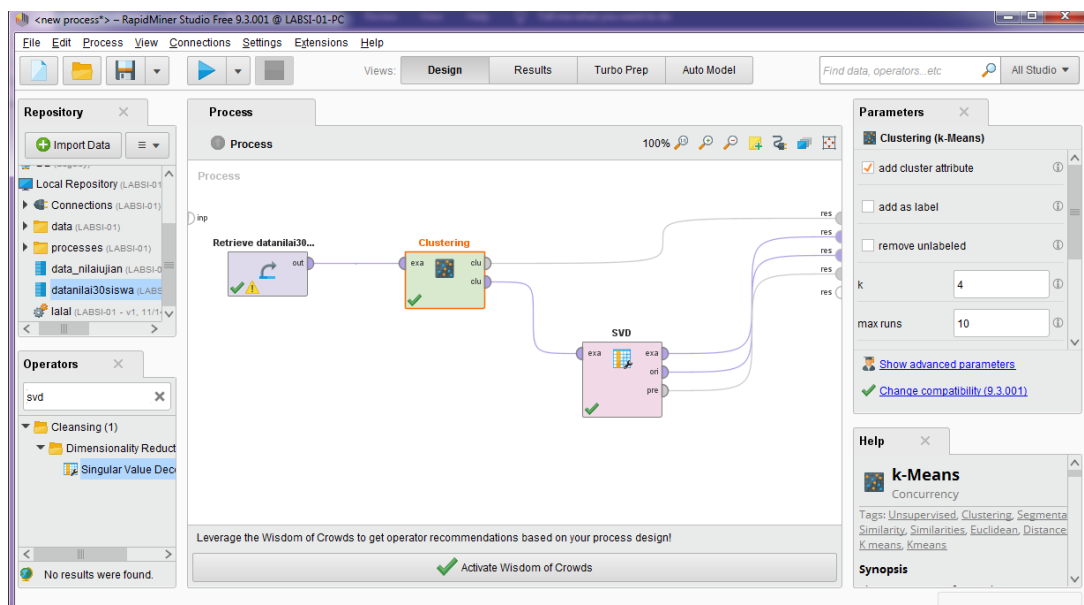 <new process*> – RapidMiner Studio Free 9.3.001 @ LABSI-01-PC
File Edit Process View Connections Settings Extensions Help
Views: Design Results Turbo Prep Auto Model
Find data, operators...etc
All Studio
Repository
Import Data
Local Repository (LABSI-01
Connections (LABSI-01)
data (LABSI-01)
processes (LABSI-01)
data_nilaiujian (LABSI-0
datanilai30siswa (LABS
lalal (LABSI-01 - v1, 11/1
Operators
svd
Cleansing (1)
Dimensionality Reduct
Singular Value Deco
No results were found.
Process
Process
100%
Process
inp
Retrieve datanilai30...
out
Clustering
exa
clu
clu
SVD
exa
exa
ori
pre
res
res
res
res
res
Leverage the Wisdom of Crowds to get operator recommendations based on your process design!
Activate Wisdom of Crowds
Parameters
Clustering (k-Means)
add cluster attribute
add as label
remove unlabeled
k
4
max runs
10
Show advanced parameters
Change compatibility (9.3.001)
Help
k-Means
Concurrency
Tags: Unsupervised, Clustering, Segmenta
Similarity, Similarities, Euclidean, Distance
K means, Kmeans
Synopsis